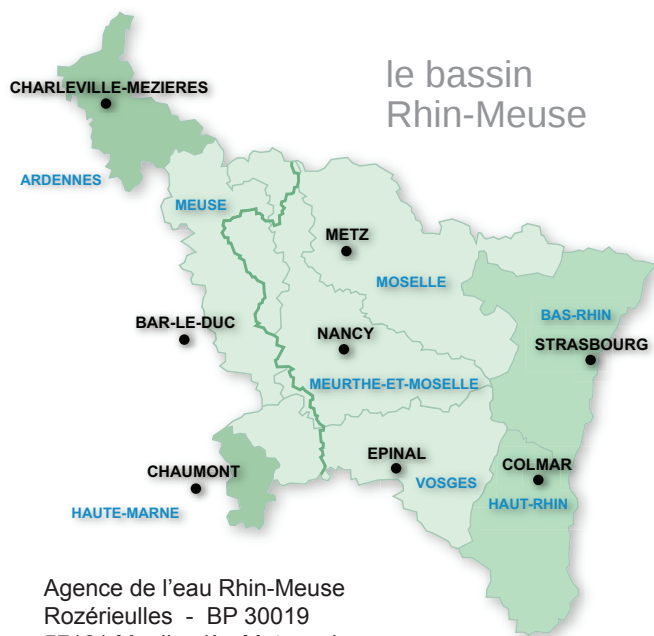 le bassin
Rhin-Meuse
CHARLEVILLE-MEZIERES
ARDENNES
MEUSE
METZ
MOSELLE
BAR-LE-DUC
NANCY
BAS-RHIN
STRASBOURG
MEURTHE-ET-MOSELLE
CHAUMONT
EPINAL
COLMAR
VOSGES
HAUTE-MARNE
HAUT-RHIN
Agence de l'eau Rhin-Meuse
Rozérieulles - BP 30019